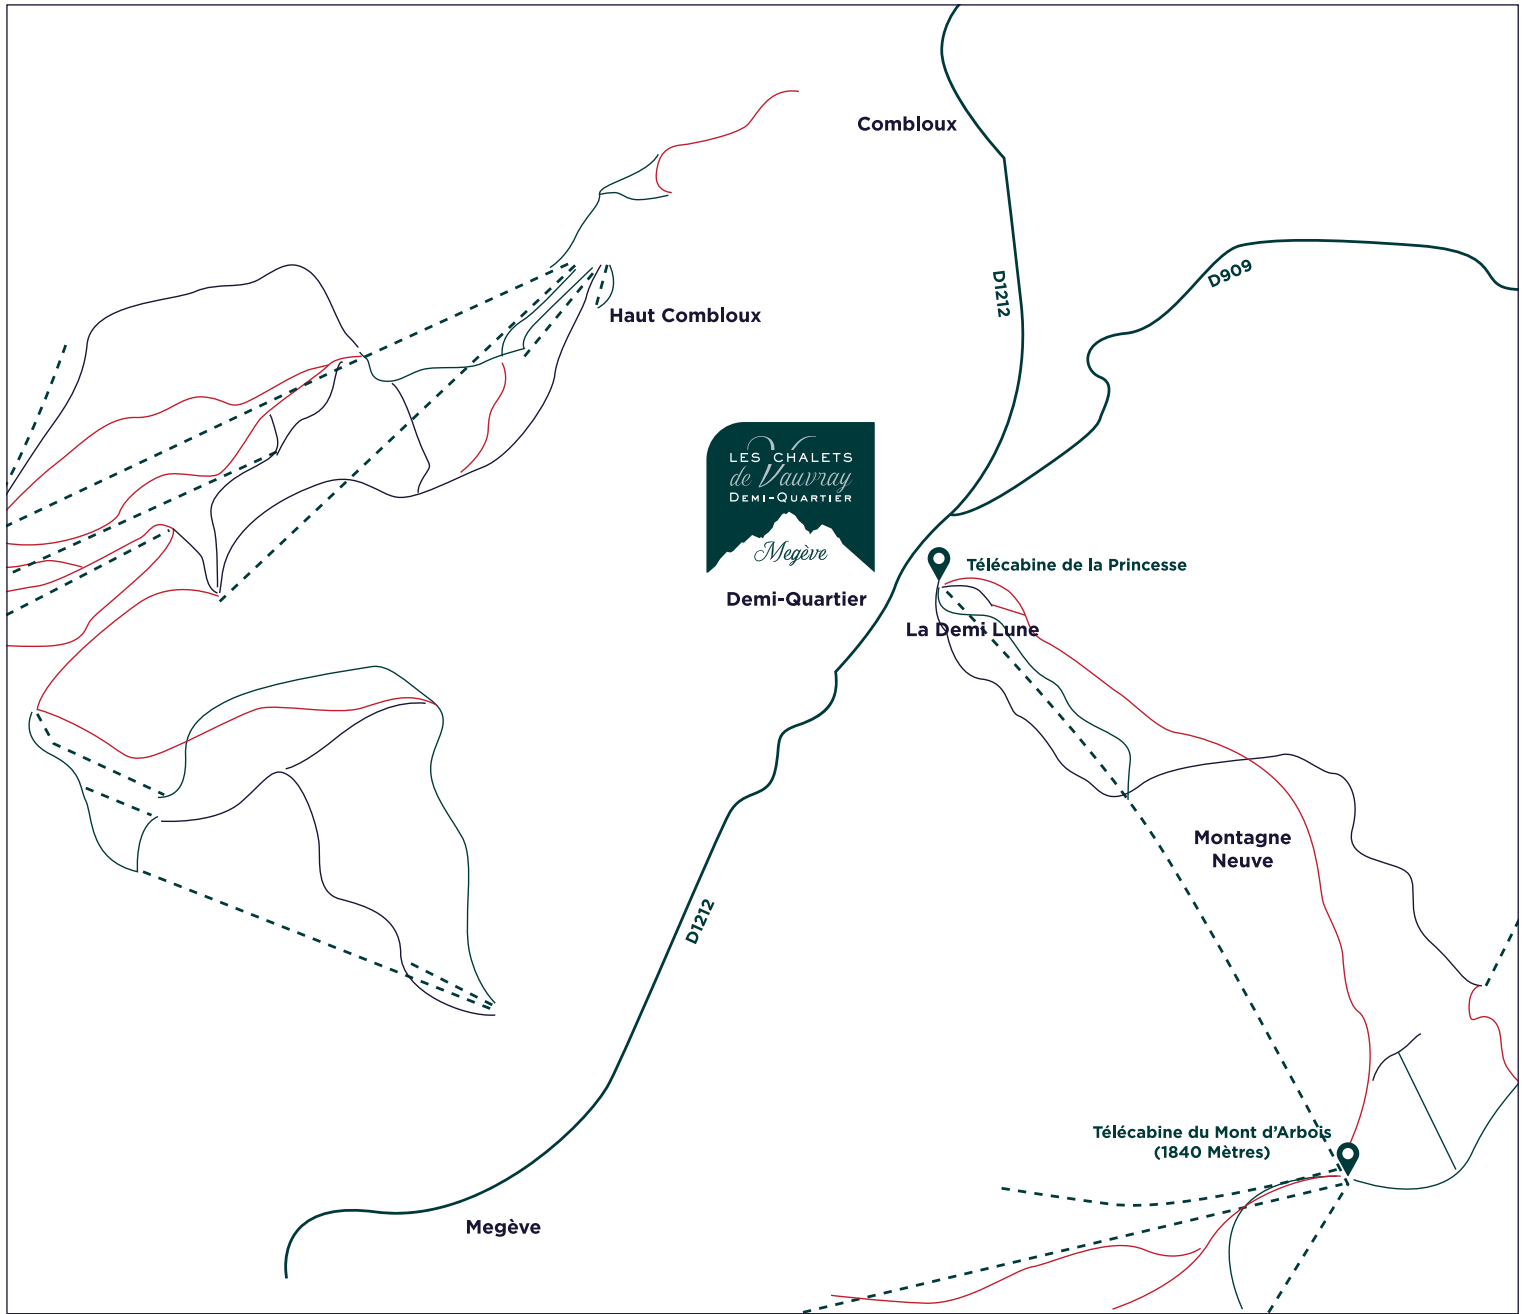 Combloux
D1212
D909
Haut Combloux
LES CHALETS
de Vauvray
DEMI-QUARTIER
Megève
Télécabine de la Princesse
Demi-Quartier
La Demi Lune
Montagne
Neuve
D1212
Télécabine du Mont d'Arbois
(1840 Mètres)
Megève